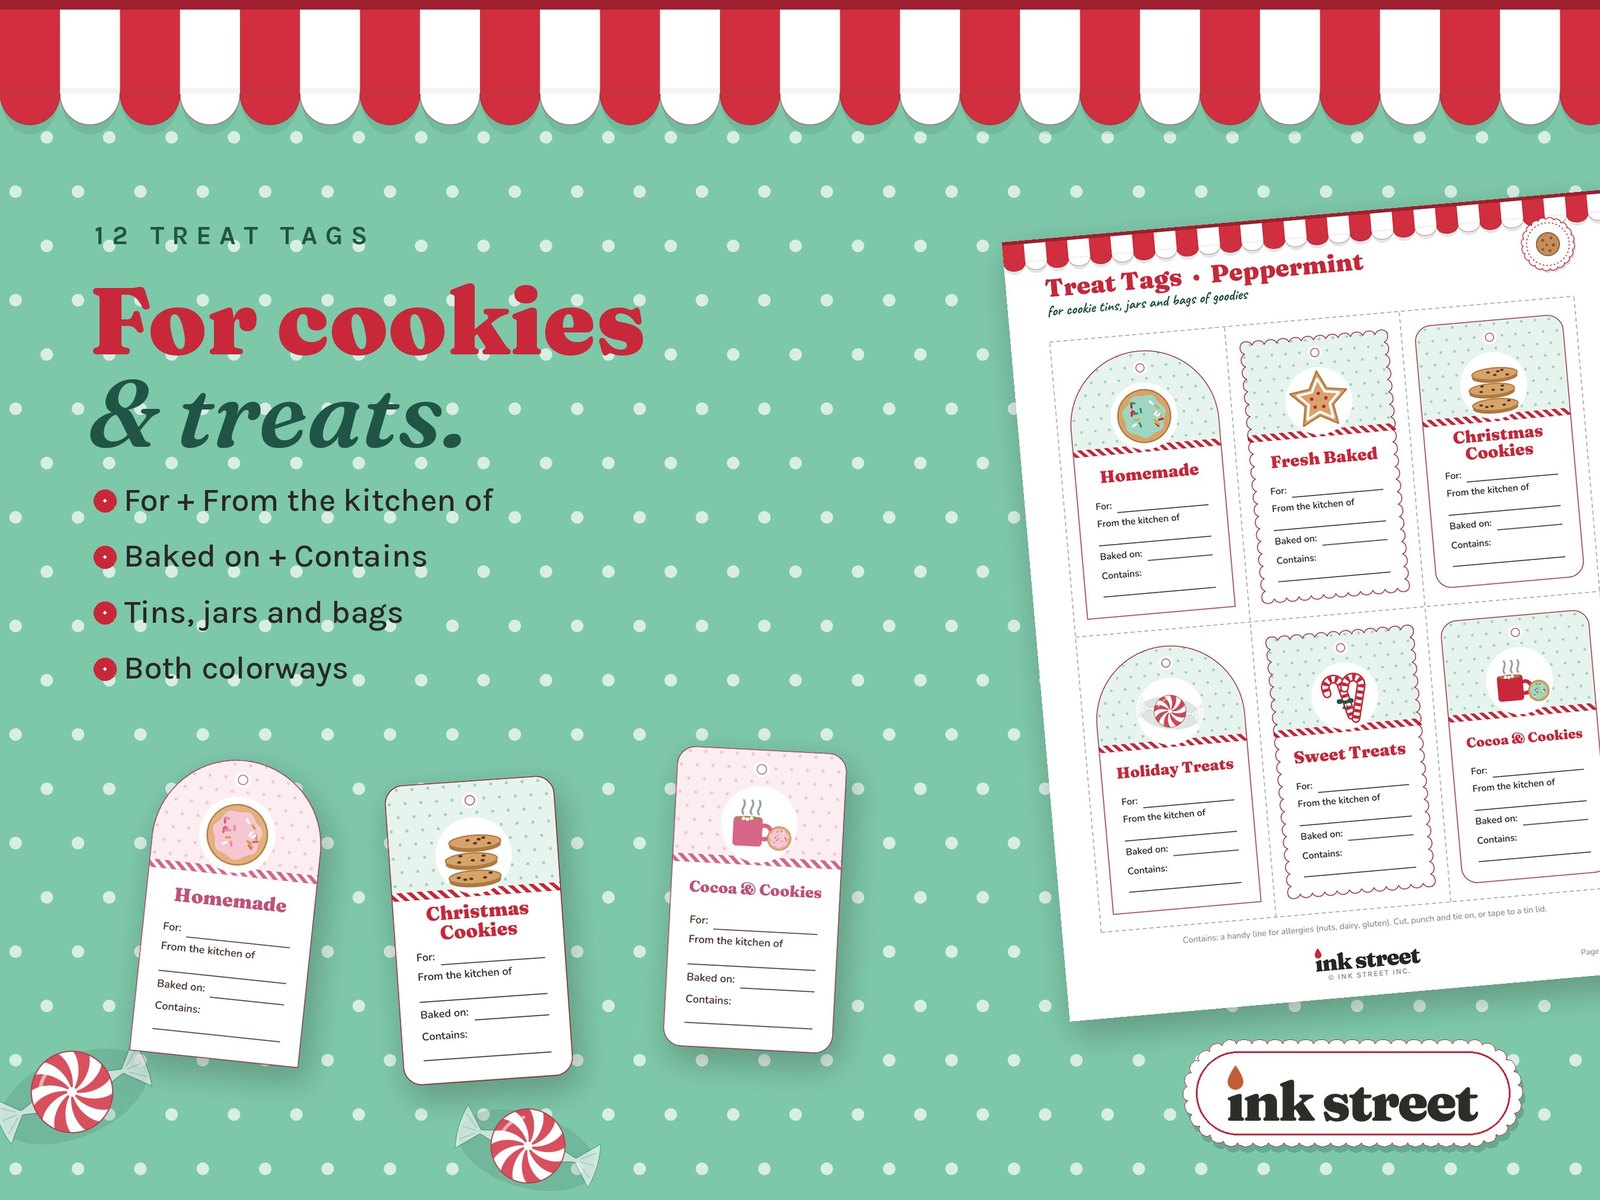 12 TREAT TAGS
For cookies
& treats.
For + From the kitchen of
Baked on + Contains
Tins, jars and bags
Both colorways
Homemade
For:
From the kitchen of
Baked on:
Contains:
Christmas
Cookies
For:
From the kitchen of
Baked on:
Contains:
Cocoa & Cookies
For:
From the kitchen of
Baked on:
Contains:
Treat Tags • Peppermint
for cookie tins, jars and bags of goodies
Homemade
For:
From the kitchen of
Baked on:
Contains:
Fresh Baked
For:
From the kitchen of
Baked on:
Contains:
Christmas
Cookies
For:
From the kitchen of
Baked on:
Contains:
Holiday Treats
For:
From the kitchen of
Baked on:
Contains:
Sweet Treats
For:
From the kitchen of
Baked on:
Contains:
Cocoa & Cookies
For:
From the kitchen of
Baked on:
Contains:
Contains: a handy line for allergies (nuts, dairy, gluten). Cut, punch and tie on, or tape to a tin lid.
ink street
© INK STREET INC.
Page
ink street